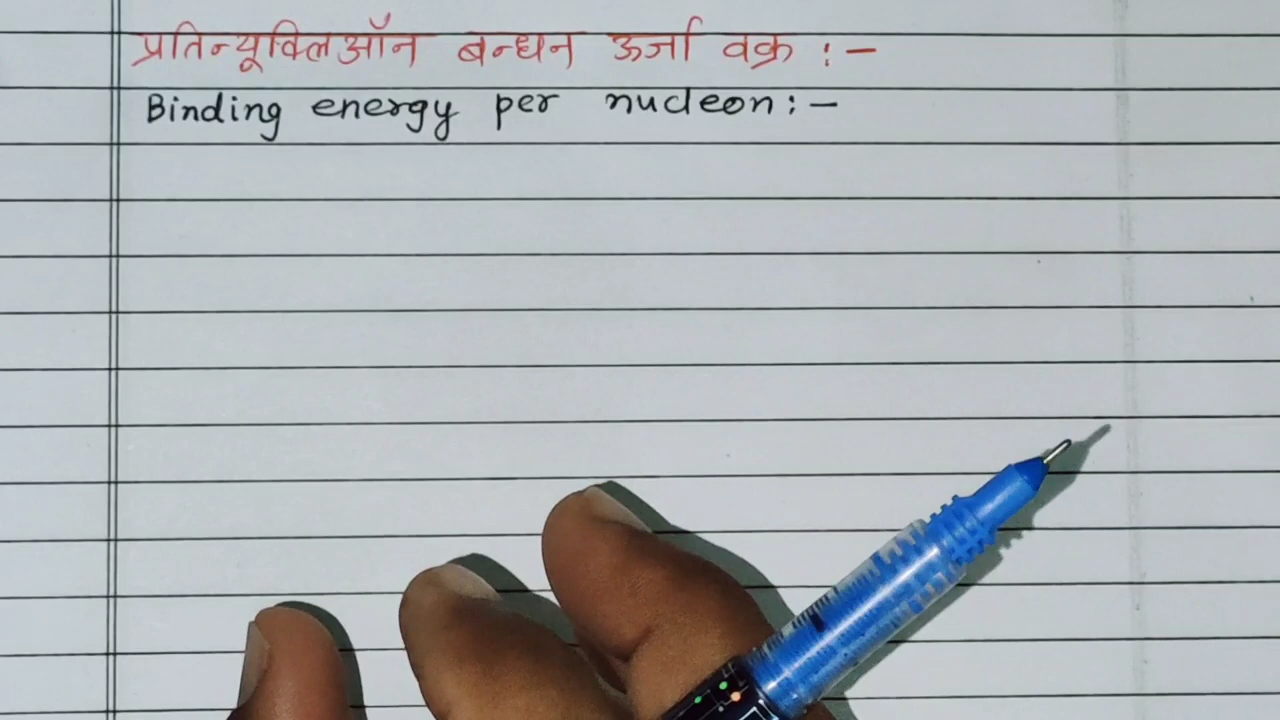 प्रतिन्यूक्लिऑन बन्धन ऊर्जा वक्र :-
Binding energy per nucleon:-